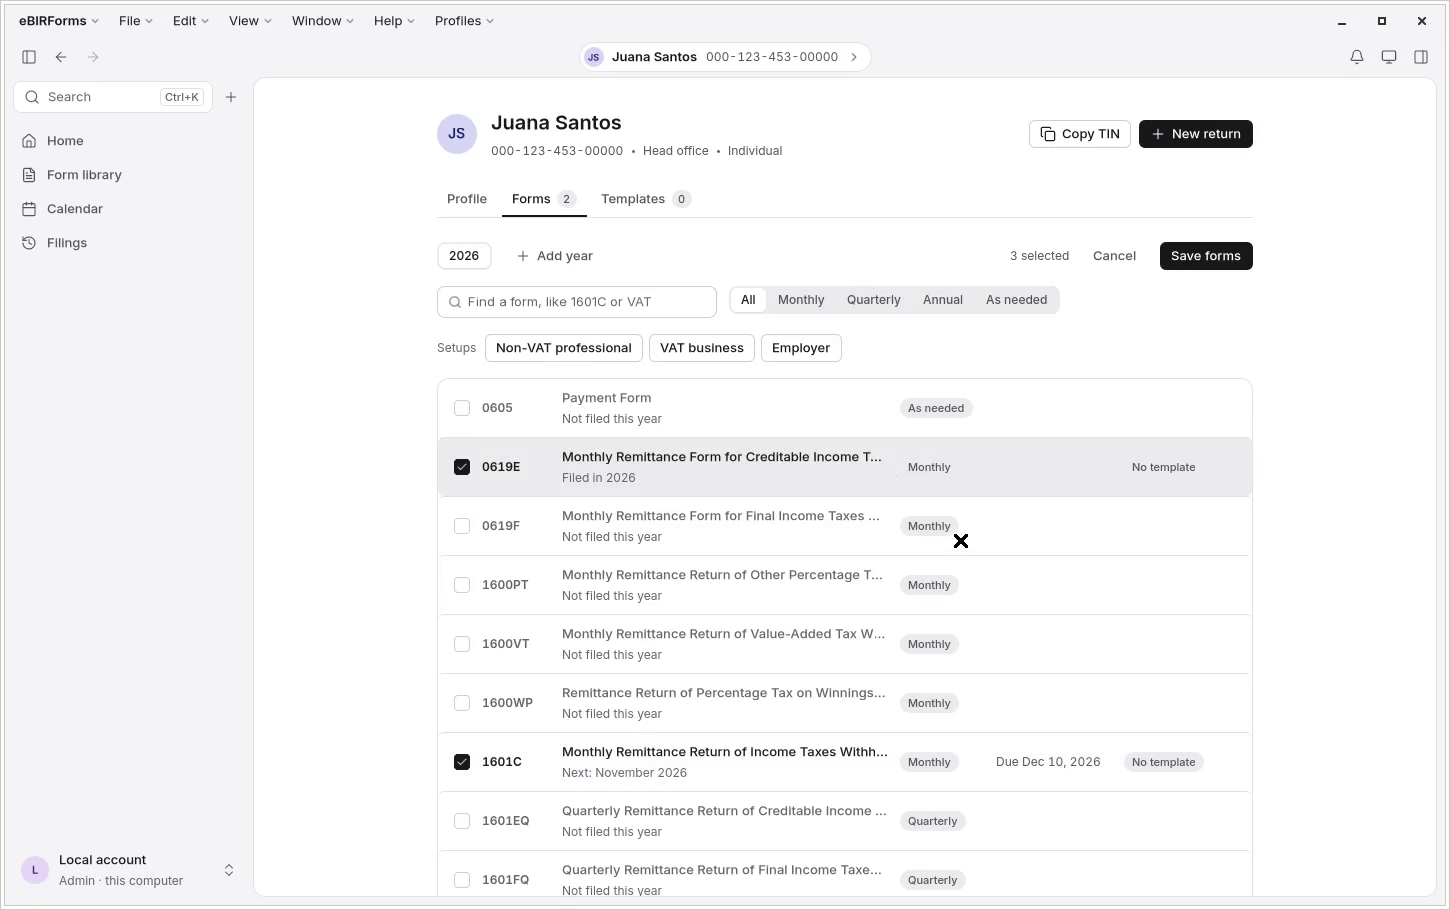 eBIRForms File Edit View Window Help Profiles
JS Juana Santos 000-123-453-00000
Search Ctrl+K
Home
Form library
Calendar
Filings
JS
Juana Santos
000-123-453-00000 • Head office • Individual
Copy TIN
New return
Profile Forms 2 Templates 0
2026 Add year 3 selected Cancel Save forms
Find a form, like 1601C or VAT All Monthly Quarterly Annual As needed
Setups Non-VAT professional VAT business Employer
0605 Payment Form As needed
Not filed this year
0619E Monthly Remittance Form for Creditable Income T... Monthly No template
Filed in 2026
0619F Monthly Remittance Form for Final Income Taxes ... Monthly
Not filed this year
1600PT Monthly Remittance Return of Other Percentage T... Monthly
Not filed this year
1600VT Monthly Remittance Return of Value-Added Tax W... Monthly
Not filed this year
1600WP Remittance Return of Percentage Tax on Winnings... Monthly
Not filed this year
1601C Monthly Remittance Return of Income Taxes Withh... Monthly Due Dec 10, 2026 No template
Next: November 2026
1601EQ Quarterly Remittance Return of Creditable Income ... Quarterly
Not filed this year
1601FQ Quarterly Remittance Return of Final Income Taxe... Quarterly
Not filed this year
L
Local account
Admin · this computer